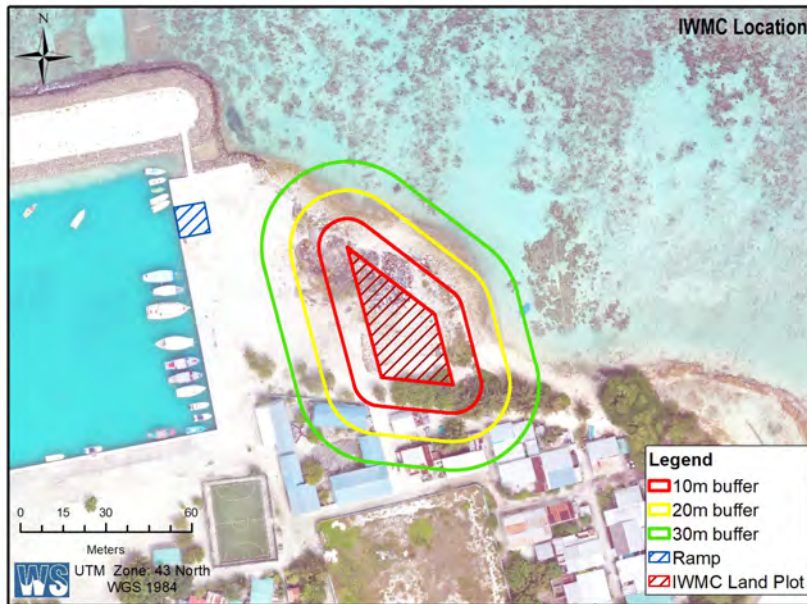 N
IWMC Location
Legend
10m buffer
20m buffer
30m buffer
Ramp
IWMC Land Plot
0 15 30 60
Meters
WS
UTM Zone: 43 North
WGS 1984